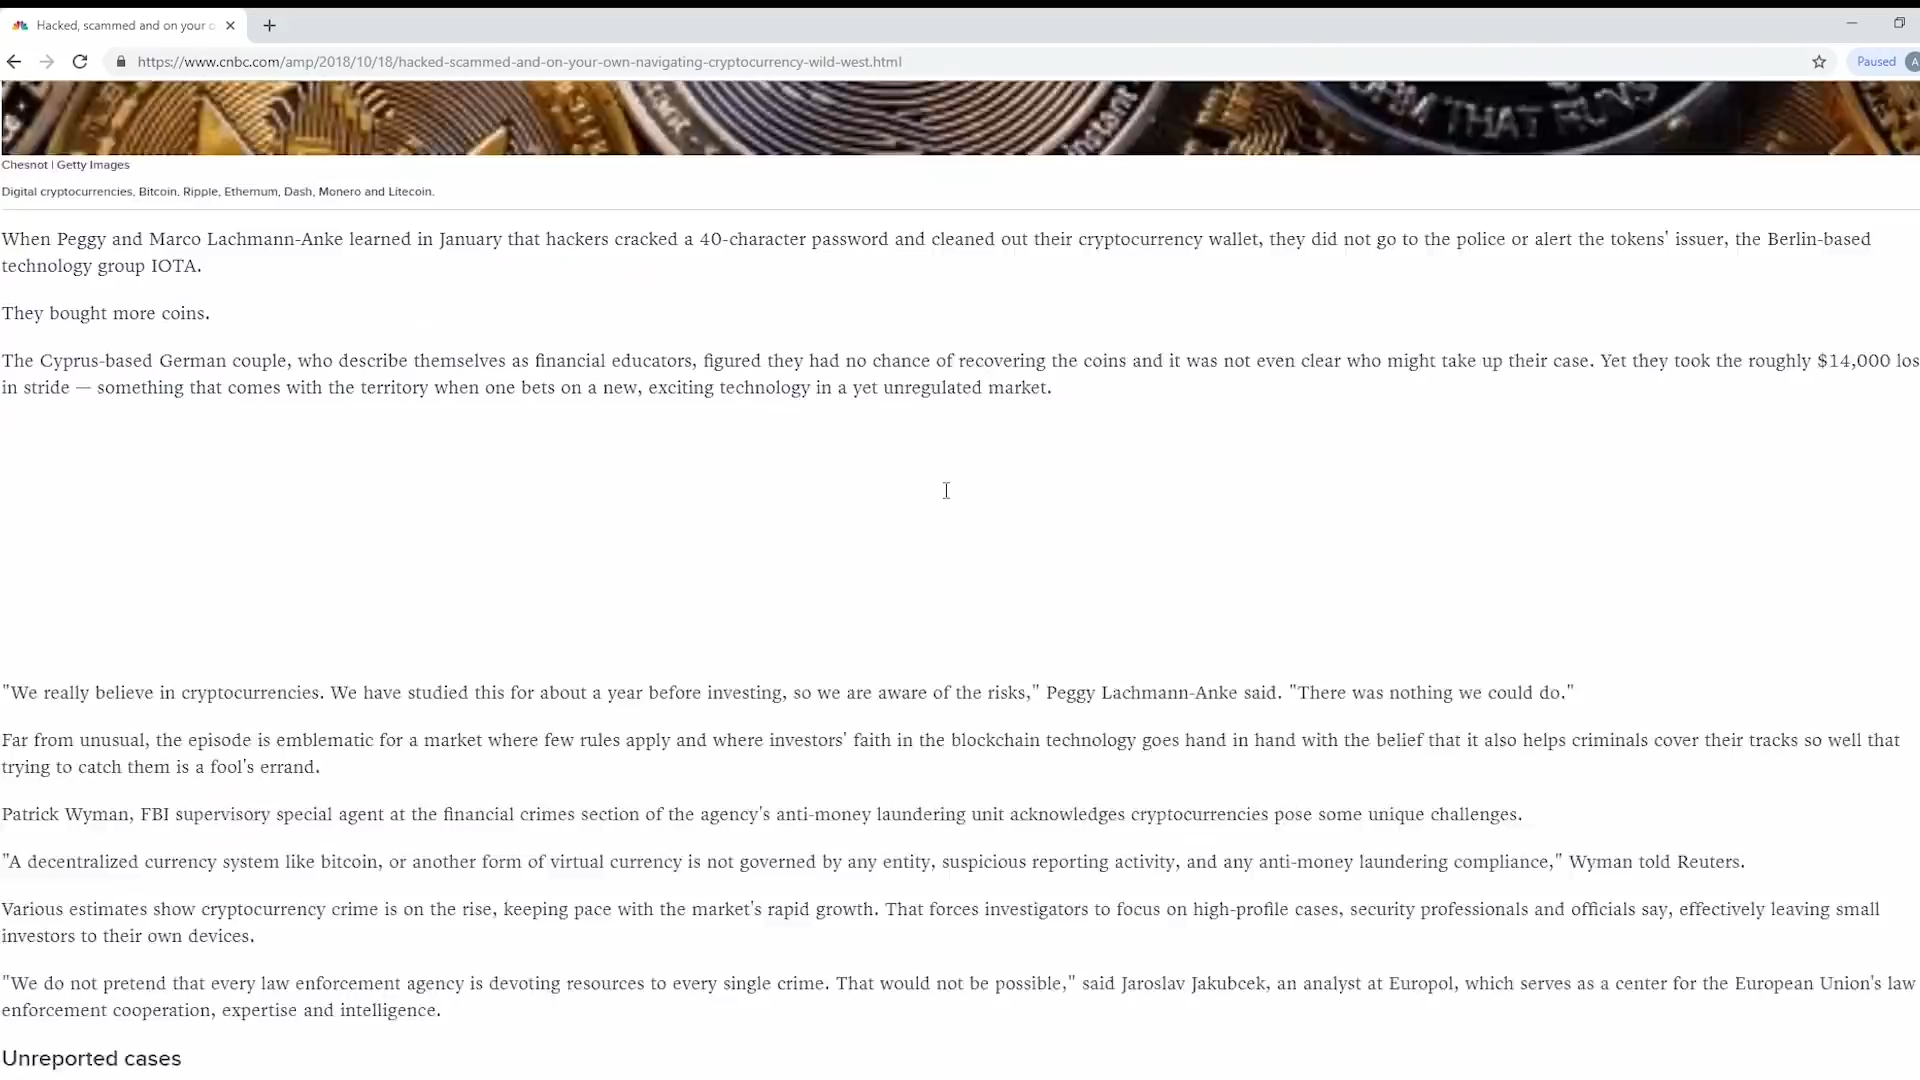 Hacked, scammed and on your
https://www.cnbc.com/amp/2018/10/18/hacked-scammed-and-on-your-own-navigating-cryptocurrency-wild-west.html
Paused
THAT RUNS
Chesnot | Getty Images
Digital cryptocurrencies, Bitcoin. Ripple, Ethernum, Dash, Monero and Litecoin.
When Peggy and Marco Lachmann-Anke learned in January that hackers cracked a 40-character password and cleaned out their cryptocurrency wallet, they did not go to the police or alert the tokens' issuer, the Berlin-based
technology group IOTA.
They bought more coins.
The Cyprus-based German couple, who describe themselves as financial educators, figured they had no chance of recovering the coins and it was not even clear who might take up their case. Yet they took the roughly $14,000 los
in stride — something that comes with the territory when one bets on a new, exciting technology in a yet unregulated market.
"We really believe in cryptocurrencies. We have studied this for about a year before investing, so we are aware of the risks," Peggy Lachmann-Anke said. "There was nothing we could do."
Far from unusual, the episode is emblematic for a market where few rules apply and where investors' faith in the blockchain technology goes hand in hand with the belief that it also helps criminals cover their tracks so well that
trying to catch them is a fool's errand.
Patrick Wyman, FBI supervisory special agent at the financial crimes section of the agency's anti-money laundering unit acknowledges cryptocurrencies pose some unique challenges.
"A decentralized currency system like bitcoin, or another form of virtual currency is not governed by any entity, suspicious reporting activity, and any anti-money laundering compliance," Wyman told Reuters.
Various estimates show cryptocurrency crime is on the rise, keeping pace with the market's rapid growth. That forces investigators to focus on high-profile cases, security professionals and officials say, effectively leaving small
investors to their own devices.
"We do not pretend that every law enforcement agency is devoting resources to every single crime. That would not be possible," said Jaroslav Jakubcek, an analyst at Europol, which serves as a center for the European Union's law
enforcement cooperation, expertise and intelligence.
Unreported cases